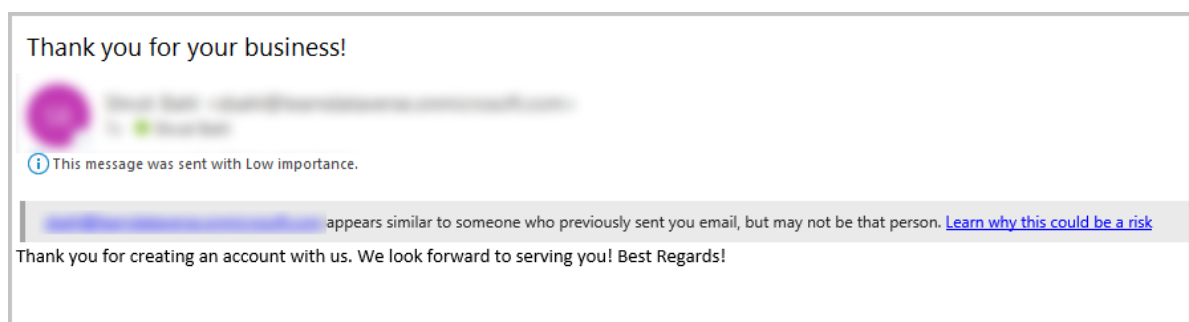 Thank you for your business!
This message was sent with Low importance.
appears similar to someone who previously sent you email, but may not be that person. Learn why this could be a risk
Thank you for creating an account with us. We look forward to serving you! Best Regards!